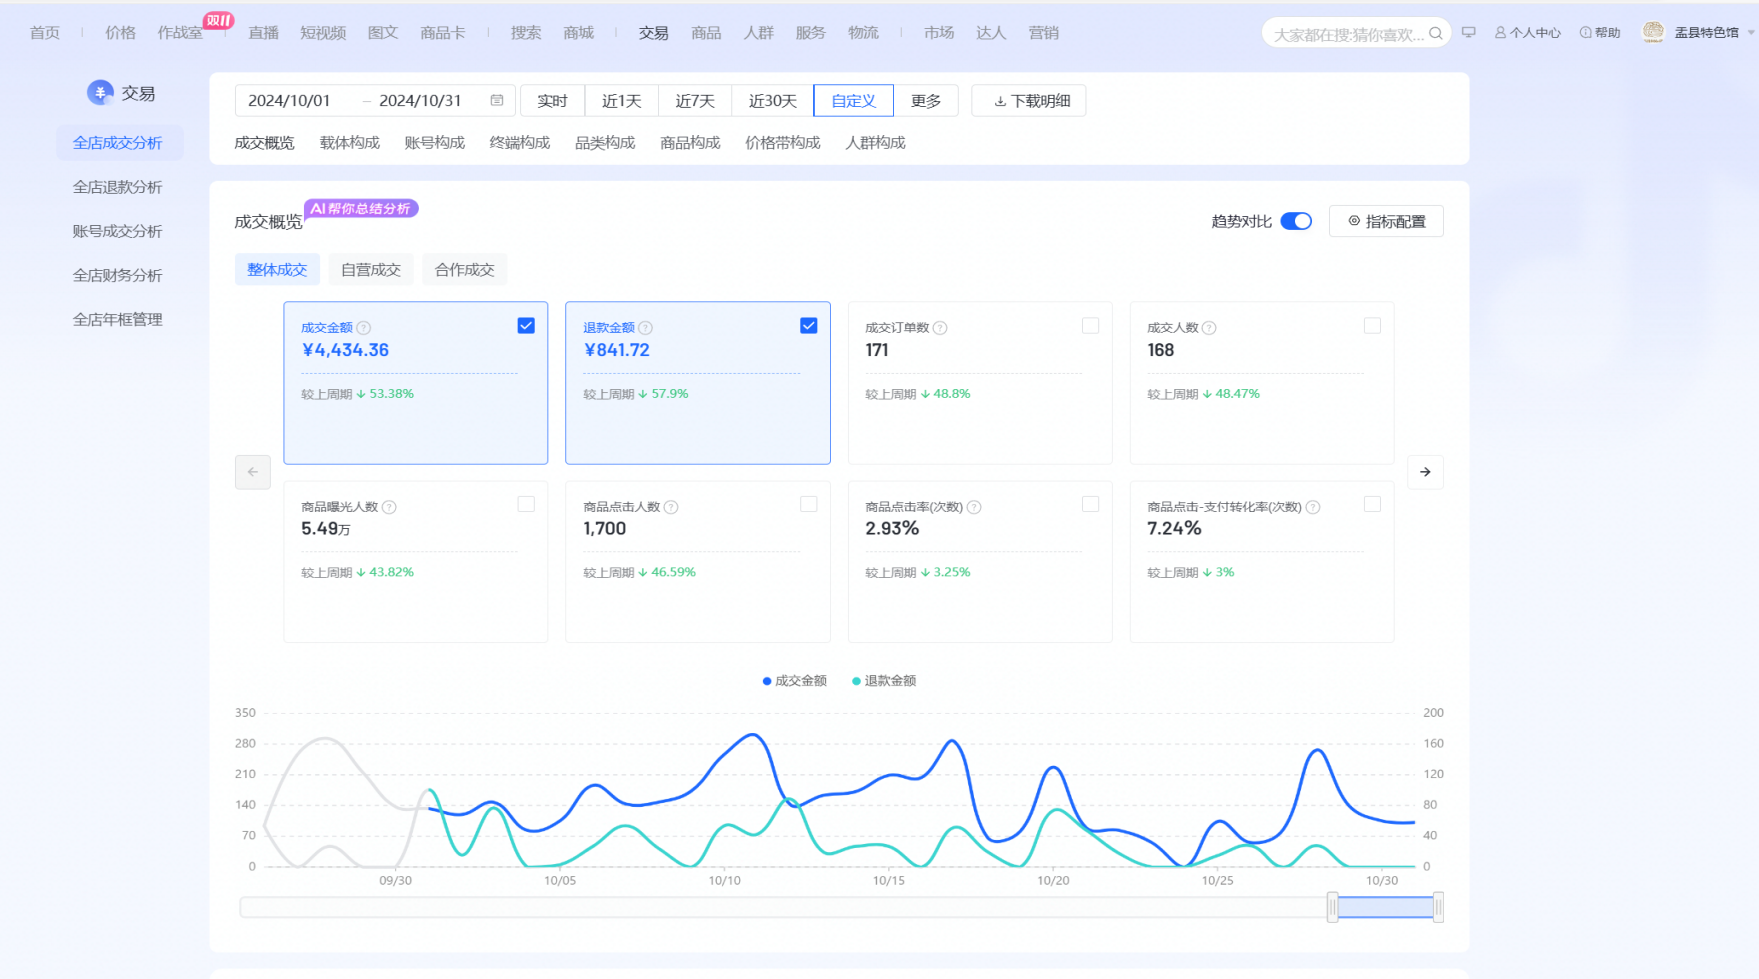 首页 价格 作战室 双11 直播 短视频 图文 商品卡 搜索 商城 交易 商品 人群 服务 物流 市场 达人 营销 大家都在搜:猜你喜欢... 个人中心 帮助 盂县特色馆
交易
全店成交分析
全店退款分析
账号成交分析
全店财务分析
全店年框管理
2024/10/01 – 2024/10/31 实时 近1天 近7天 近30天 自定义 更多 下载明细
成交概览 载体构成 账号构成 终端构成 品类构成 商品构成 价格带构成 人群构成
成交概览 AI帮你总结分析 趋势对比 指标配置
整体成交 自营成交 合作成交
成交金额
¥4,434.36
较上周期 ↓ 53.38%
退款金额
¥841.72
较上周期 ↓ 57.9%
成交订单数
171
较上周期 ↓ 48.8%
成交人数
168
较上周期 ↓ 48.47%
商品曝光人数
5.49万
较上周期 ↓ 43.82%
商品点击人数
1,700
较上周期 ↓ 46.59%
商品点击率(次数)
2.93%
较上周期 ↓ 3.25%
商品点击-支付转化率(次数)
7.24%
较上周期 ↓ 3%
成交金额 退款金额
350 200
280 160
210 120
140 80
70 40
0 0
09/30 10/05 10/10 10/15 10/20 10/25 10/30